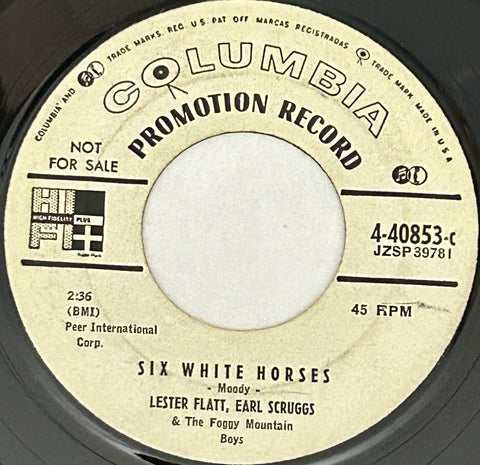 "COLUMBIA" AND TRADE MARKS, REG. U.S. PAT OFF MARCAS REGISTRADAS TRADE MARK MADE IN U.S.A.
COLUMBIA
PROMOTION RECORD
NOT
FOR SALE
HI
HIGH FIDELITY PLUS
FI +
Trade-Mark
4-40853-c
JZSP 39781
2:36
(BMI)
Peer International
Corp.
45 RPM
SIX WHITE HORSES
- Moody -
LESTER FLATT, EARL SCRUGGS
& The Foggy Mountain
Boys